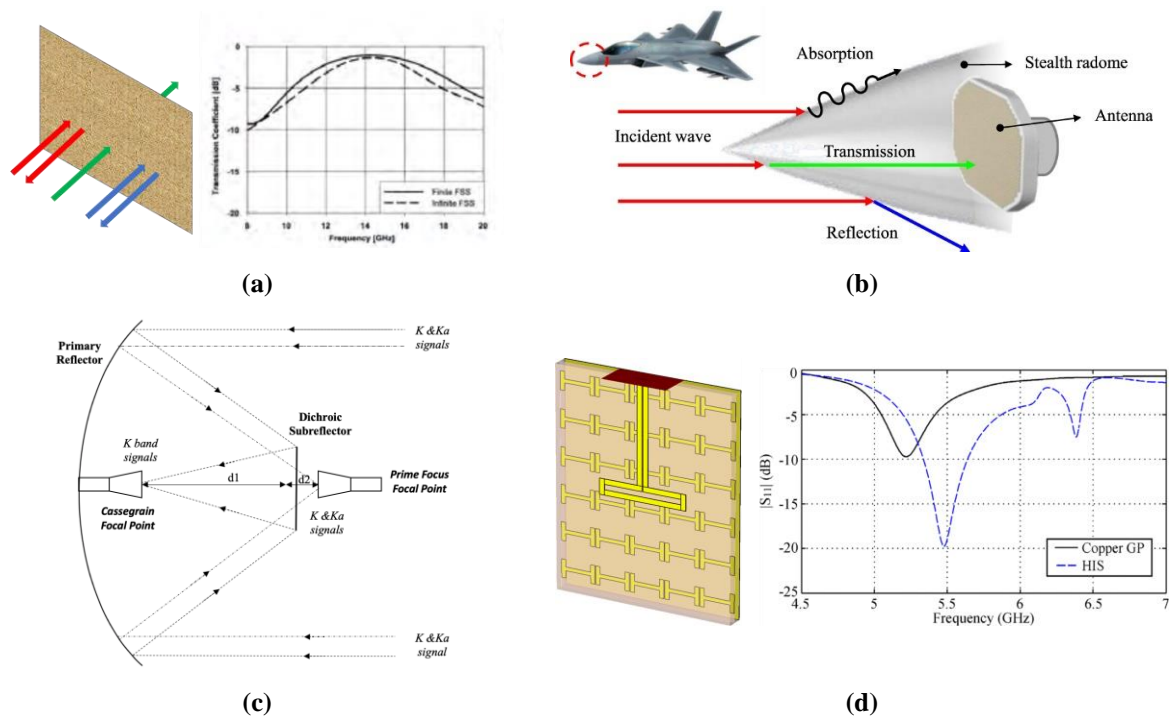 Transmission Coefficient [dB]
0
-5
-10
-15
-20
Finite FSS
Infinite FSS
8
10
12
14
16
18
20
Frequency [GHz]
(a)
Absorption
Stealth radome
Antenna
Incident wave
Transmission
Reflection
(b)
Primary
Reflector
K &Ka
signals
Dichroic
Subreflector
K band
signals
d1
d2
Prime Focus
Focal Point
Cassegrain
Focal Point
K &Ka
signals
K &Ka
signal
(c)
|S11| (dB)
0
-5
-10
-15
-20
-25
Copper GP
HIS
4.5
5
5.5
6
6.5
7
Frequency (GHz)
(d)